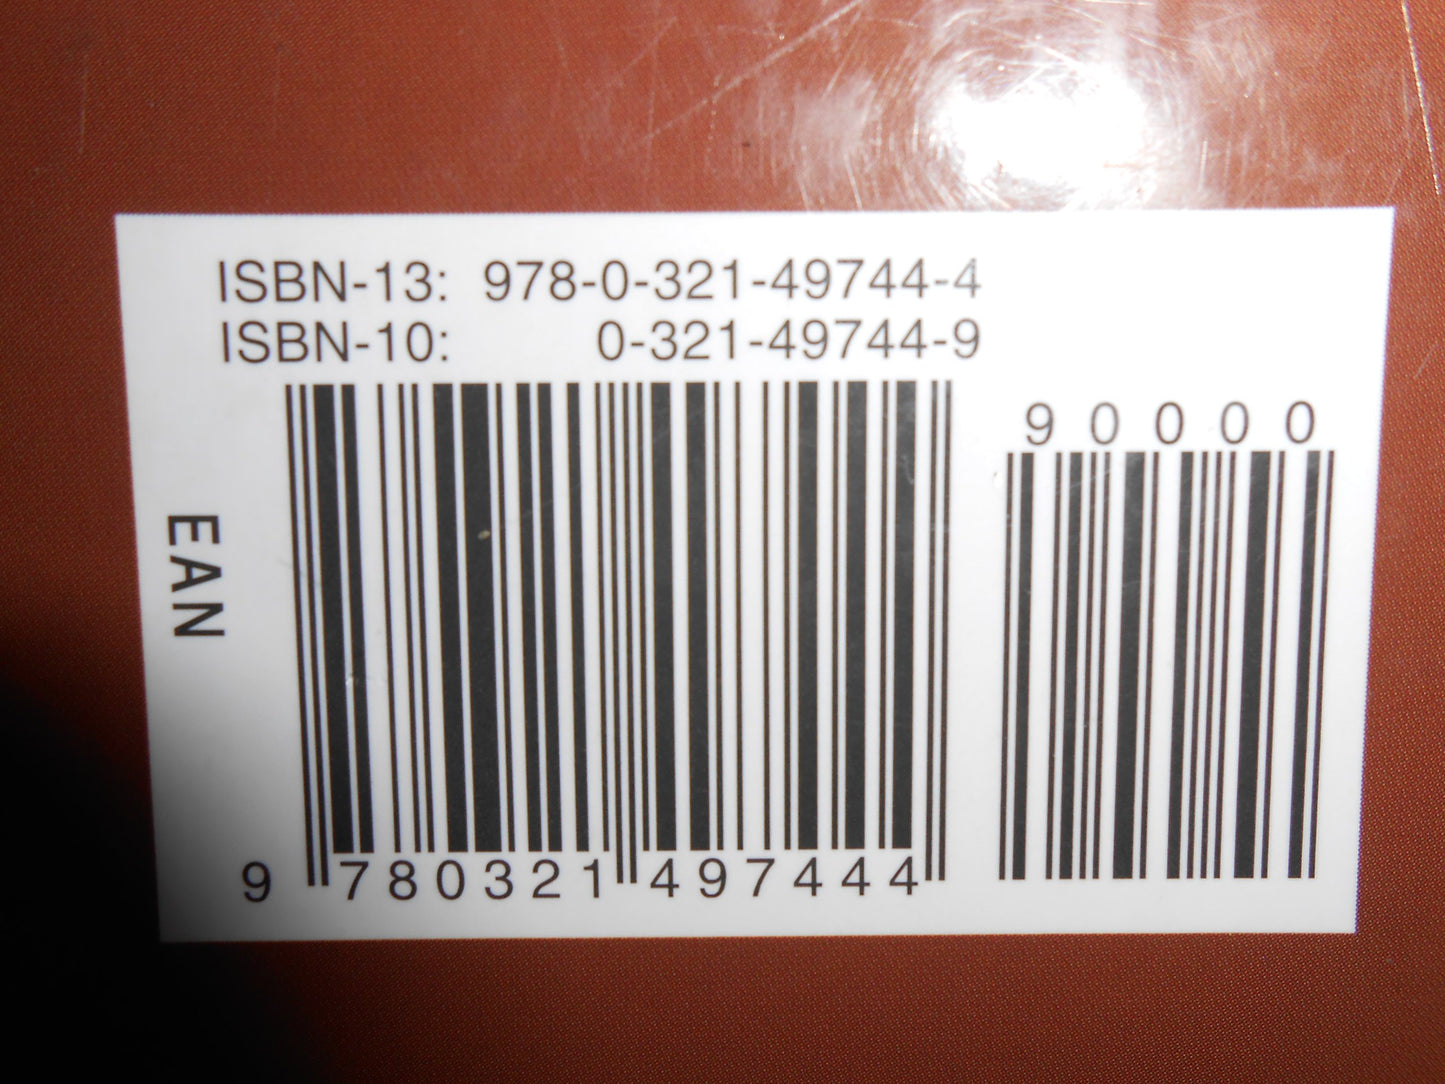 ISBN-13: 978-0-321-49744-4
ISBN-10: 0-321-49744-9
90000
EAN
9 780321 497444